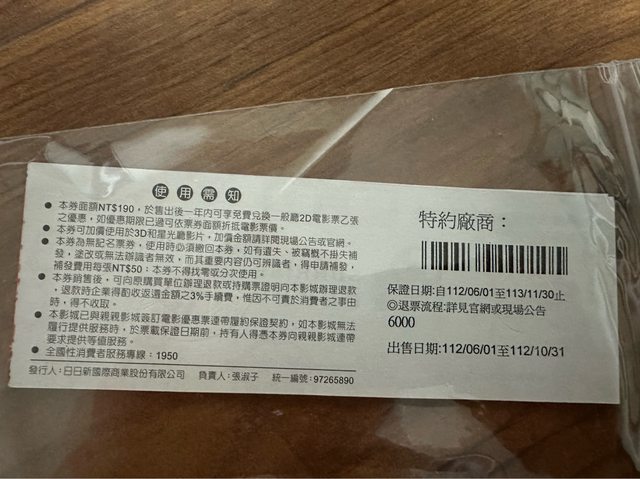 使用需知
● 本券面額NT$190，於售出後一年內可享免費兌換一般廳2D電影票乙張
之優惠，如優惠期限已過可依票券面額折抵電影票價。
● 本券可加價使用於3D和星光廳影片，加價金額請詳閱現場公告或官網。
● 本券為無記名票券，使用時必須繳回本券，如有遺失、被竊概不掛失補
發，塗改或無法辨識者無效，而其重要內容仍可辨識者，得申請補發，
補發費用每張NT$50；本券不得找零或分次使用。
● 本券銷售後，可向原購買單位辦理退款或持購票證明向本影城辦理退款
，退款時企業得酌收返還金額之3%手續費，惟因不可責於消費者之事由
時，得不收取。
● 本影城已與親親影城簽訂電影優惠票連帶履約保證契約，如本影城無法
履行提供服務時，於票載保證日期前，持有人得憑本券向親親影城連帶
要求提供等值服務。
● 全國性消費者服務專線：1950
發行人：日日新國際商業股份有限公司 負責人：張淑子 統一編號：97265890
特約廠商：
保證日期:自112/06/01至113/11/30止
◎退票流程:詳見官網或現場公告
6000
出售日期:112/06/01至112/10/31